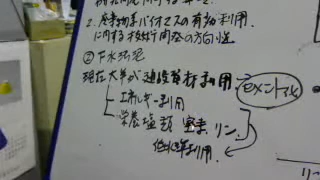 2. 廃棄物系バイオマスの有効利用
に関する技術開発の方向性
② 下水汚泥
現在大半が建設資材利用
セメント化
エネルギー利用
栄養塩類 窒素 リン
利用